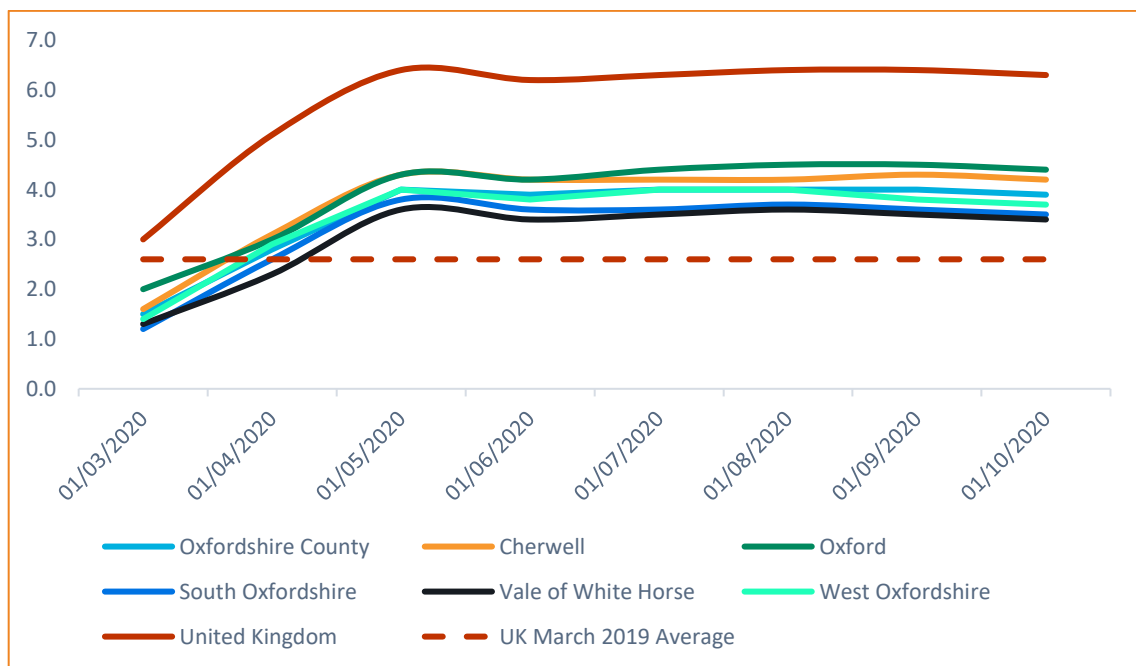 7.0
6.0
5.0
4.0
3.0
2.0
1.0
0.0
01/03/2020
01/04/2020
01/05/2020
01/06/2020
01/07/2020
01/08/2020
01/09/2020
01/10/2020
Oxfordshire County
Cherwell
Oxford
South Oxfordshire
Vale of White Horse
West Oxfordshire
United Kingdom
UK March 2019 Average